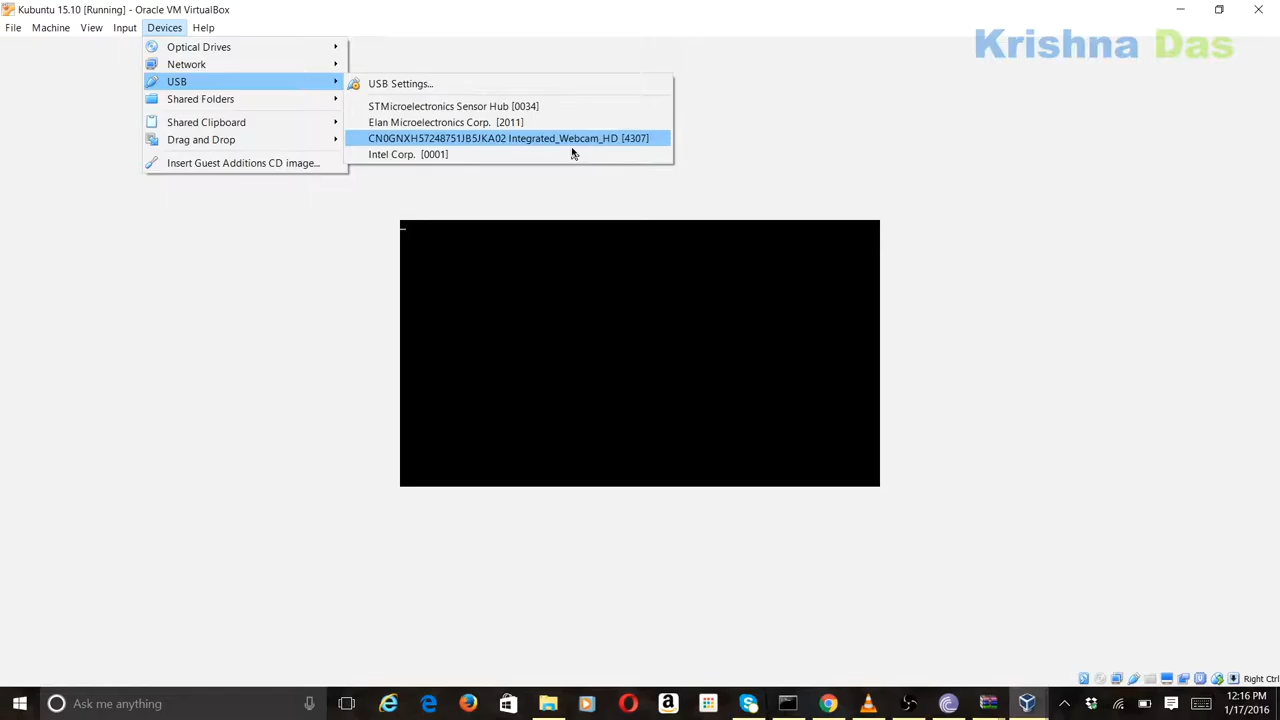 Kubuntu 15.10 [Running] - Oracle VM VirtualBox
File Machine View Input Devices Help
Krishna Das
Optical Drives
Network
USB
Shared Folders
Shared Clipboard
Drag and Drop
Insert Guest Additions CD image...
USB Settings...
STMicroelectronics Sensor Hub [0034]
Elan Microelectronics Corp. [2011]
CN0GNXH57248751JB5JKA02 Integrated_Webcam_HD [4307]
Intel Corp. [0001]
Right Ctrl
Ask me anything
12:16 PM
1/17/2016